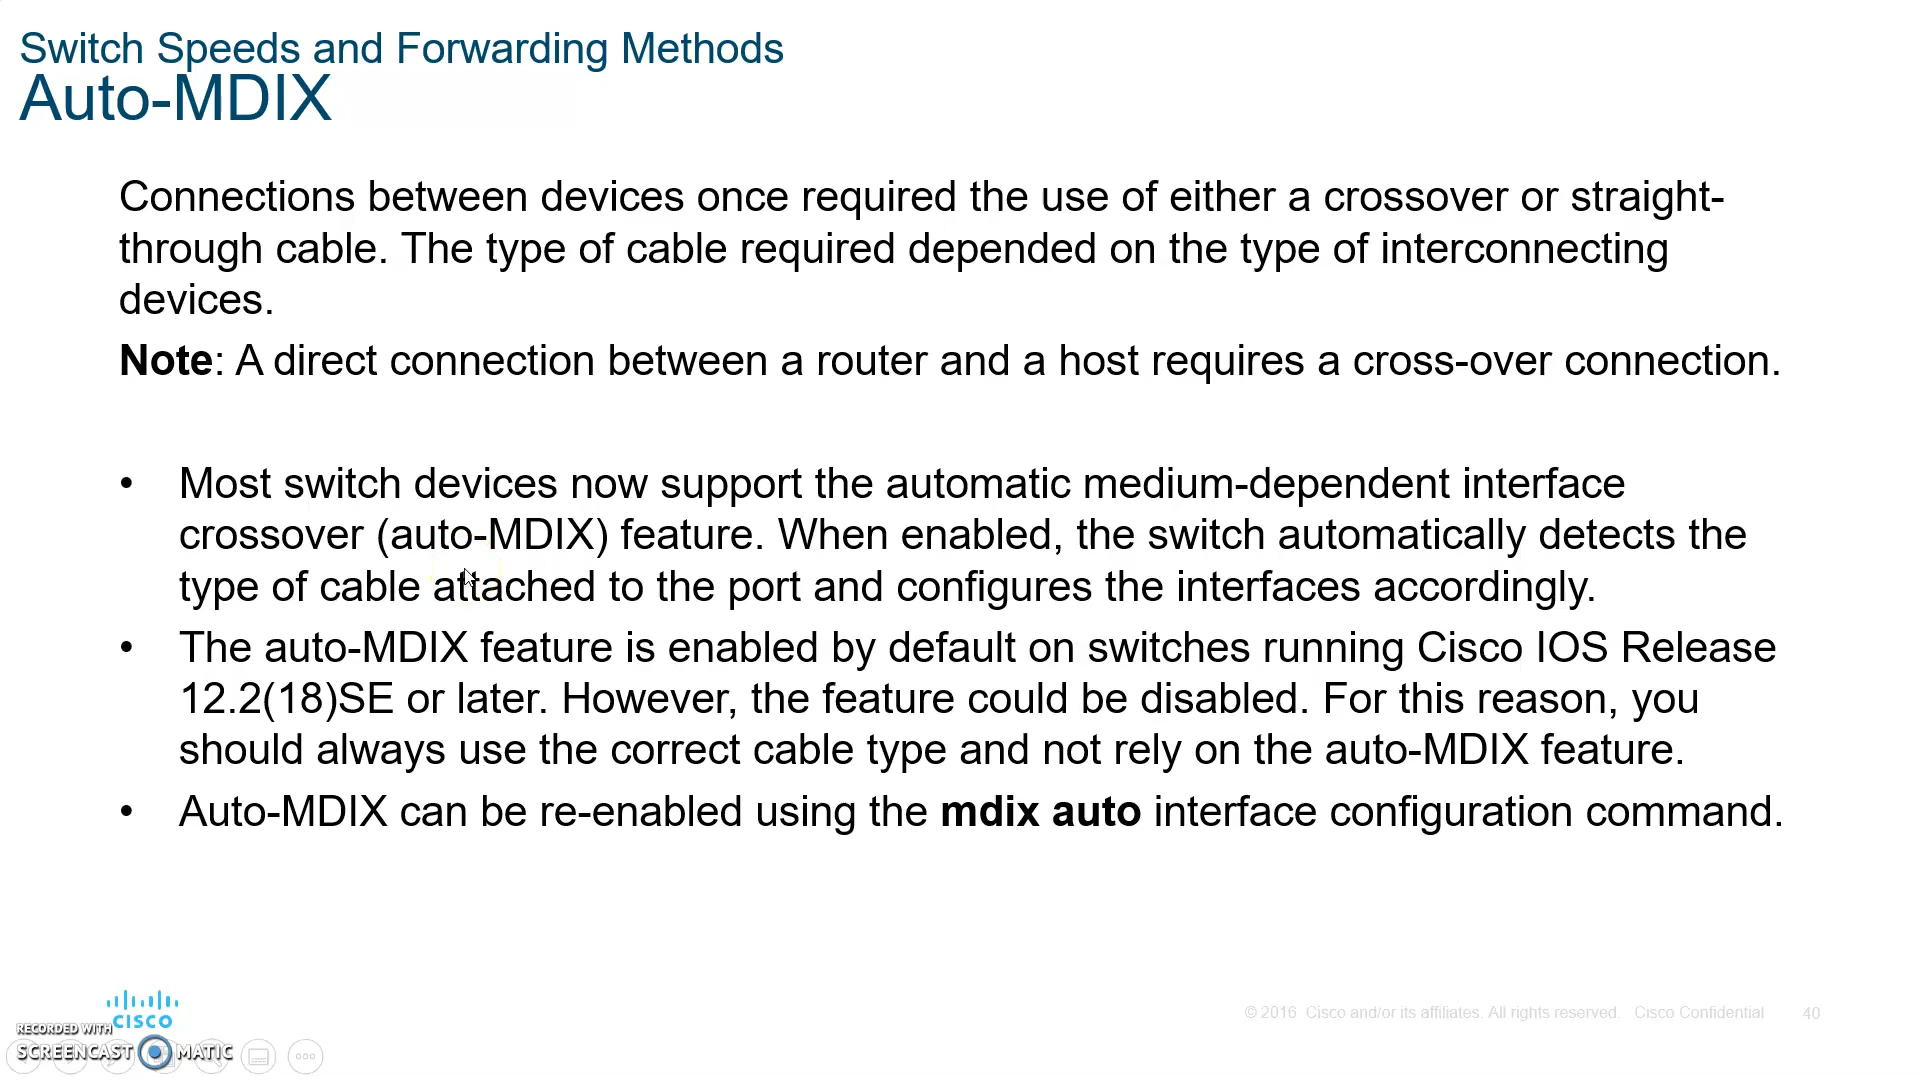 Switch Speeds and Forwarding Methods
Auto-MDIX
Connections between devices once required the use of either a crossover or straight-
through cable. The type of cable required depended on the type of interconnecting
devices.
Note: A direct connection between a router and a host requires a cross-over connection.
• Most switch devices now support the automatic medium-dependent interface
crossover (auto-MDIX) feature. When enabled, the switch automatically detects the
type of cable attached to the port and configures the interfaces accordingly.
• The auto-MDIX feature is enabled by default on switches running Cisco IOS Release
12.2(18)SE or later. However, the feature could be disabled. For this reason, you
should always use the correct cable type and not rely on the auto-MDIX feature.
• Auto-MDIX can be re-enabled using the mdix auto interface configuration command.
CISCO
© 2016 Cisco and/or its affiliates. All rights reserved. Cisco Confidential 40
RECORDED WITH
SCREENCAST MATIC